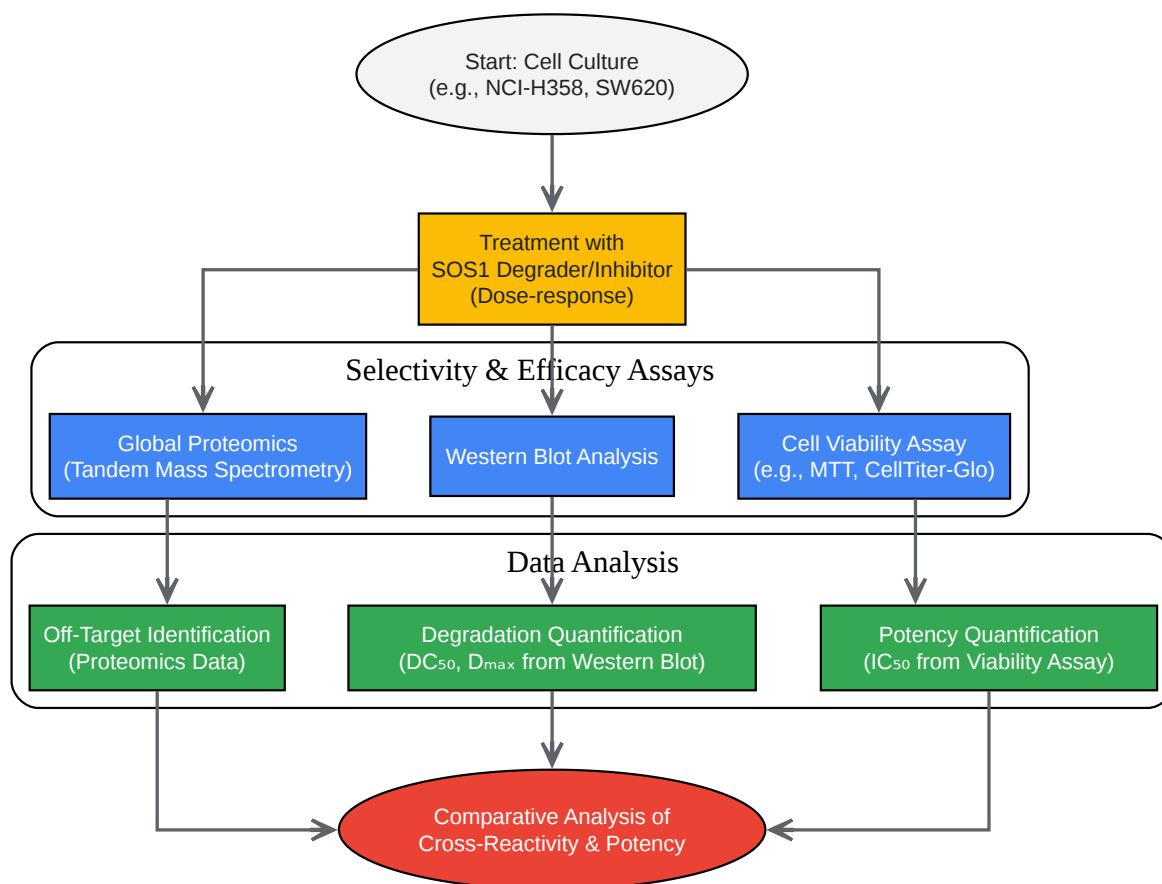 Start: Cell Culture
(e.g., NCI-H358, SW620)
Treatment with
SOS1 Degrader/Inhibitor
(Dose-response)
Selectivity & Efficacy Assays
Global Proteomics
(Tandem Mass Spectrometry)
Western Blot Analysis
Cell Viability Assay
(e.g., MTT, CellTiter-Glo)
Data Analysis
Off-Target Identification
(Proteomics Data)
Degradation Quantification
(DC₅₀, Dₘₐₓ from Western Blot)
Potency Quantification
(IC₅₀ from Viability Assay)
Comparative Analysis of
Cross-Reactivity & Potency